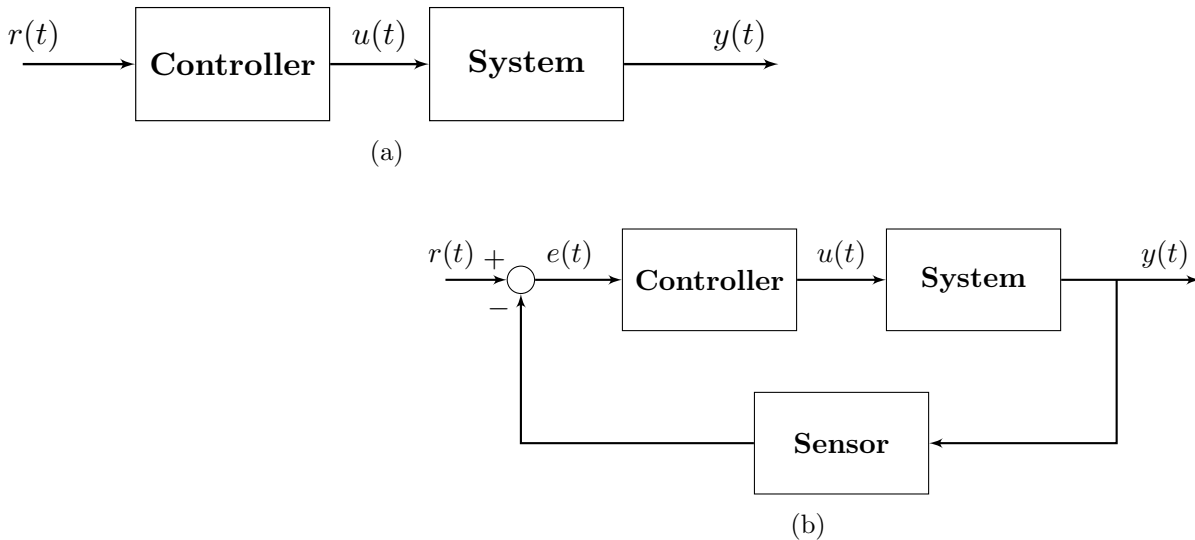 r(t) Controller u(t) System y(t)
(a)
r(t) + − e(t) Controller u(t) System y(t)
Sensor
(b)